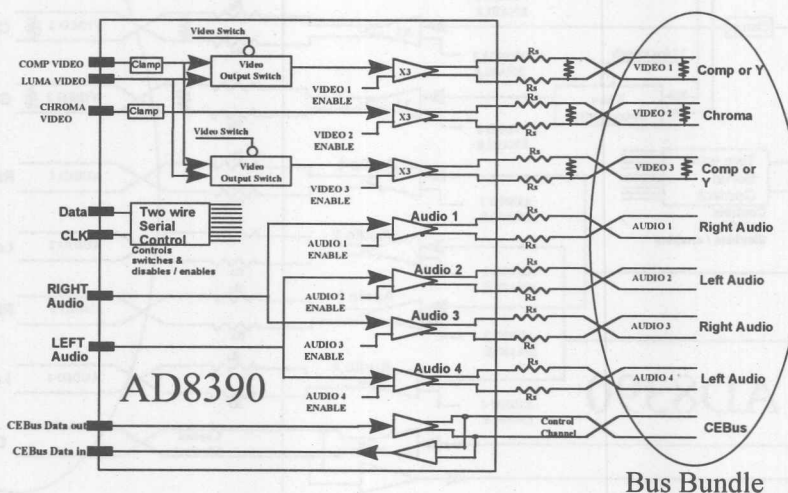 Video Switch
COMP VIDEO
Clamp
Video
Output Switch
LUMA VIDEO
X3
Rs
Rs
VIDEO 1
Comp or Y
VIDEO 1
ENABLE
CHROMA
VIDEO
Clamp
X3
Rs
Rs
VIDEO 2
Chroma
VIDEO 2
ENABLE
Video Switch
Video
Output Switch
X3
Rs
Rs
VIDEO 3
Comp or
Y
VIDEO 3
ENABLE
Data
CLK
Two wire
Serial
Control
Controls
switches &
disables / enables
Audio 1
Rs
Rs
AUDIO 1
Right Audio
AUDIO 1
ENABLE
RIGHT
Audio
Audio 2
Rs
Rs
AUDIO 2
Left Audio
AUDIO 2
ENABLE
LEFT
Audio
Audio 3
Rs
Rs
AUDIO 3
Right Audio
AUDIO 3
ENABLE
Audio 4
Rs
Rs
AUDIO 4
Left Audio
AUDIO 4
ENABLE
AD8390
CEBus Data out
CEBus Data in
Control
Channel
CEBus
Bus Bundle